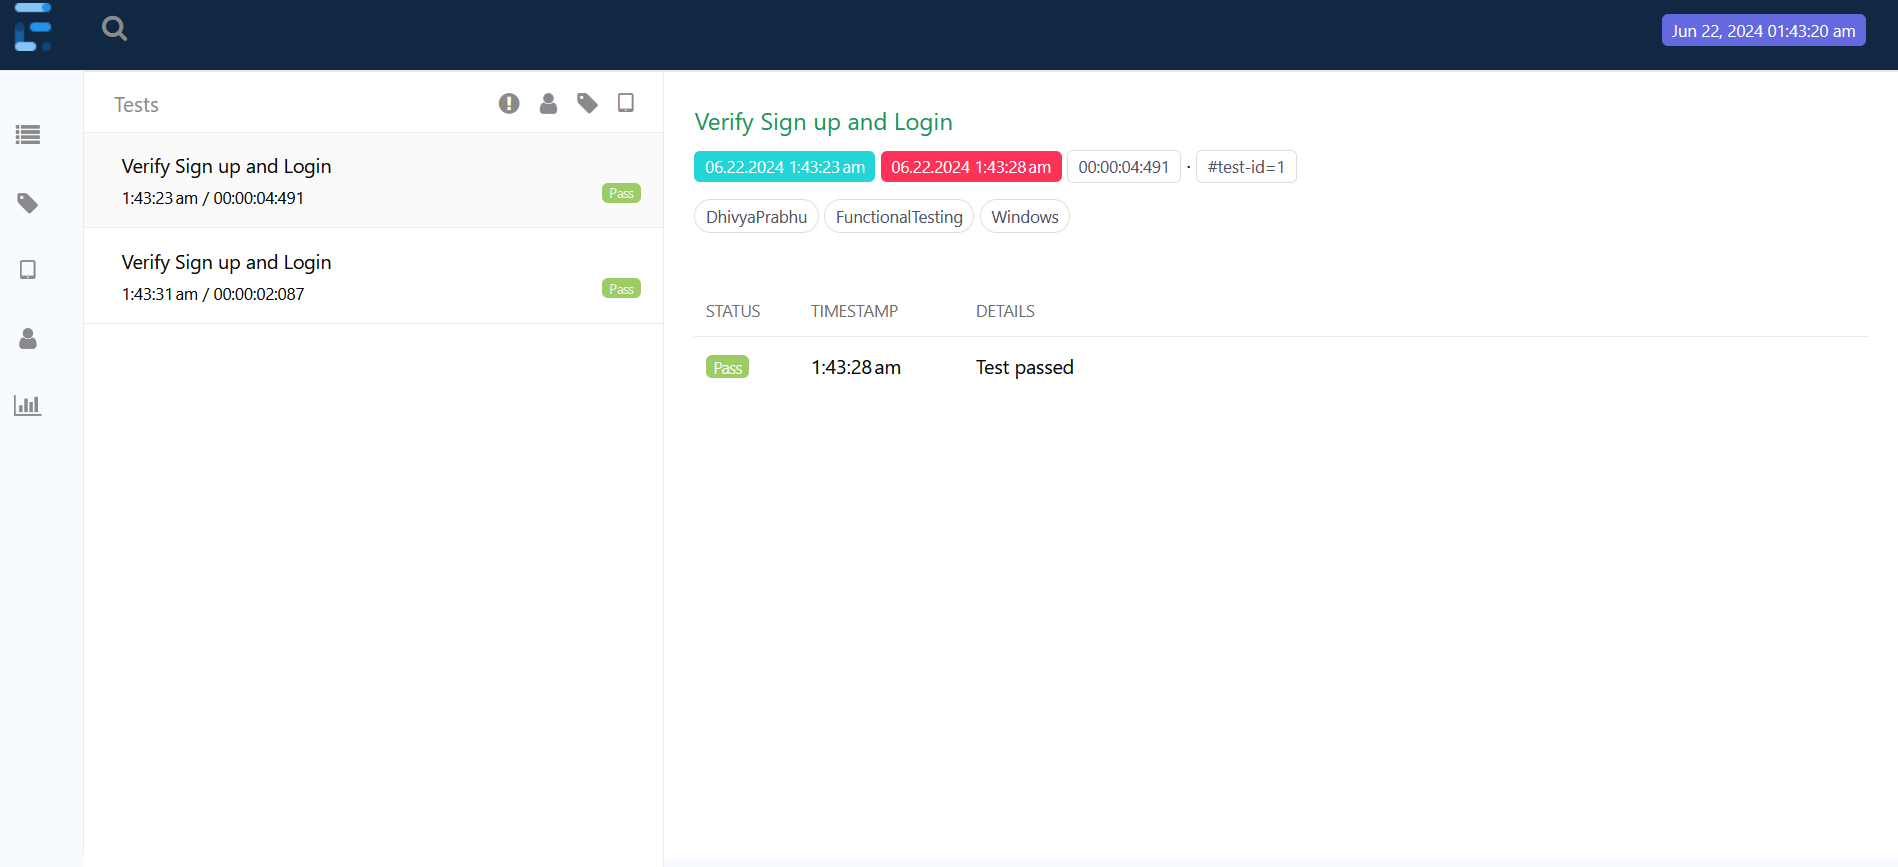 Jun 22, 2024 01:43:20 am
Tests
Verify Sign up and Login
1:43:23 am / 00:00:04:491
Pass
Verify Sign up and Login
1:43:31 am / 00:00:02:087
Pass
Verify Sign up and Login
06.22.2024 1:43:23 am 06.22.2024 1:43:28 am 00:00:04:491 · #test-id=1
DhivyaPrabhu FunctionalTesting Windows
STATUS TIMESTAMP DETAILS
Pass 1:43:28 am Test passed